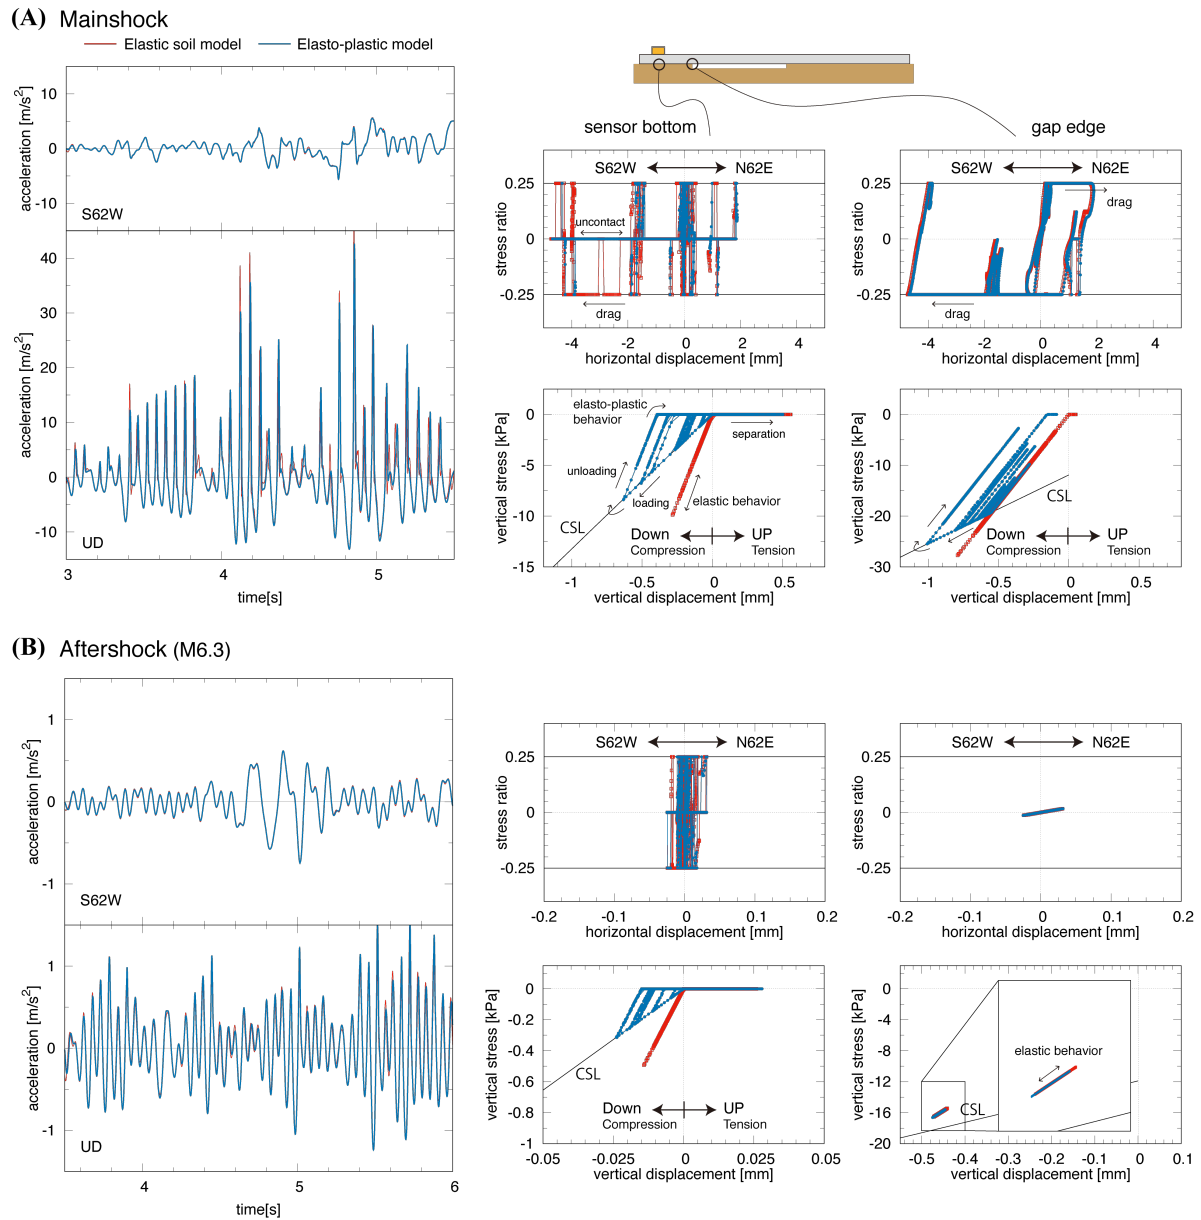 (A) Mainshock
Elastic soil model
Elasto-plastic model
acceleration [m/s²]
10
0
-10
S62W
acceleration [m/s²]
40
30
20
10
0
-10
UD
3
4
5
time[s]
sensor bottom
gap edge
S62W
N62E
stress ratio
0.25
0
-0.25
uncontact
drag
-4
-2
0
2
4
horizontal displacement [mm]
S62W
N62E
stress ratio
0.25
0
-0.25
drag
drag
-4
-2
0
2
4
horizontal displacement [mm]
vertical stress [kPa]
0
-5
-10
-15
elasto-plastic
behavior
separation
unloading
loading
elastic behavior
CSL
Down
UP
Compression
Tension
-1
-0.5
0
0.5
vertical displacement [mm]
vertical stress [kPa]
0
-10
-20
-30
CSL
Down
UP
Compression
Tension
-1
-0.5
0
0.5
vertical displacement [mm]
(B) Aftershock (M6.3)
acceleration [m/s²]
1
0
-1
S62W
acceleration [m/s²]
1
0
-1
UD
4
5
6
time[s]
S62W
N62E
stress ratio
0.25
0
-0.25
-0.2
-0.1
0
0.1
0.2
horizontal displacement [mm]
S62W
N62E
stress ratio
0.25
0
-0.25
-0.2
-0.1
0
0.1
0.2
horizontal displacement [mm]
vertical stress [kPa]
0
-0.2
-0.4
-0.6
-0.8
-1
CSL
Down
UP
Compression
Tension
-0.05
-0.025
0
0.025
0.05
vertical displacement [mm]
vertical stress [kPa]
0
-4
-8
-12
-16
-20
elastic behavior
CSL
-0.5
-0.4
-0.3
-0.2
-0.1
0
0.1
vertical displacement [mm]